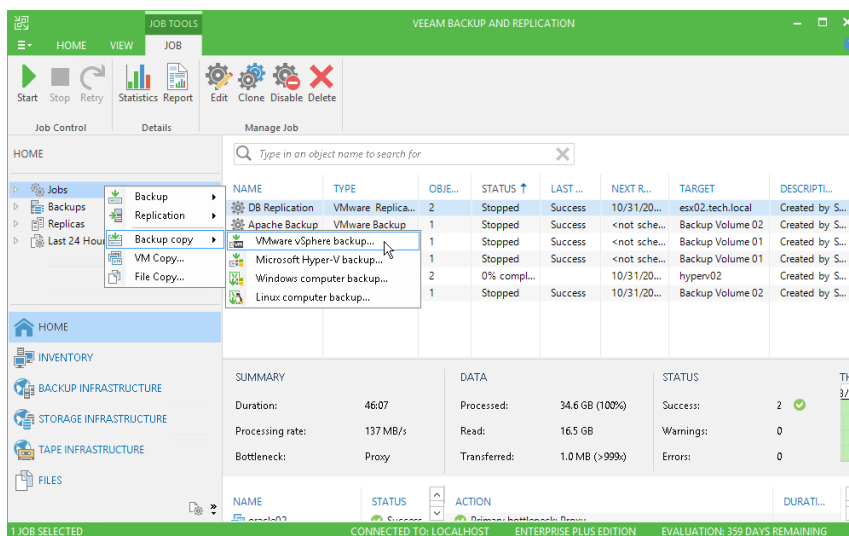 JOB TOOLS
VEEAM BACKUP AND REPLICATION
HOME VIEW JOB
Start Stop Retry Statistics Report Edit Clone Disable Delete
Job Control Details Manage Job
HOME
Type in an object name to search for
NAME TYPE OBJE... STATUS LAST ... NEXT R... TARGET DESCRIPTI...
Jobs
Backups
Replicas
Last 24 Hou
Backup
Replication
Backup copy
VM Copy...
File Copy...
VMware vSphere backup...
Microsoft Hyper-V backup...
Windows computer backup...
Linux computer backup...
DB Replication VMware Replica... 2 Stopped Success 10/31/20... esx02.tech.local Created by S...
Apache Backup VMware Backup 1 Stopped Success <not sche... Backup Volume 02 Created by S...
1 Stopped Success <not sche... Backup Volume 01 Created by S...
1 Stopped Success <not sche... Backup Volume 01 Created by S...
2 0% compl... 10/31/20... hyperv02 Created by S...
1 Stopped Success 10/31/20... Backup Volume 02 Created by S...
HOME
INVENTORY
BACKUP INFRASTRUCTURE
STORAGE INFRASTRUCTURE
TAPE INFRASTRUCTURE
FILES
SUMMARY DATA STATUS
Duration: 46:07 Processed: 34.6 GB (100%) Success: 2
Processing rate: 137 MB/s Read: 16.5 GB Warnings: 0
Bottleneck: Proxy Transferred: 1.0 MB (>999x) Errors: 0
NAME STATUS ACTION DURATI...
oracle02 Success Primary bottleneck: Proxy
1 JOB SELECTED CONNECTED TO: LOCALHOST ENTERPRISE PLUS EDITION EVALUATION: 359 DAYS REMAINING